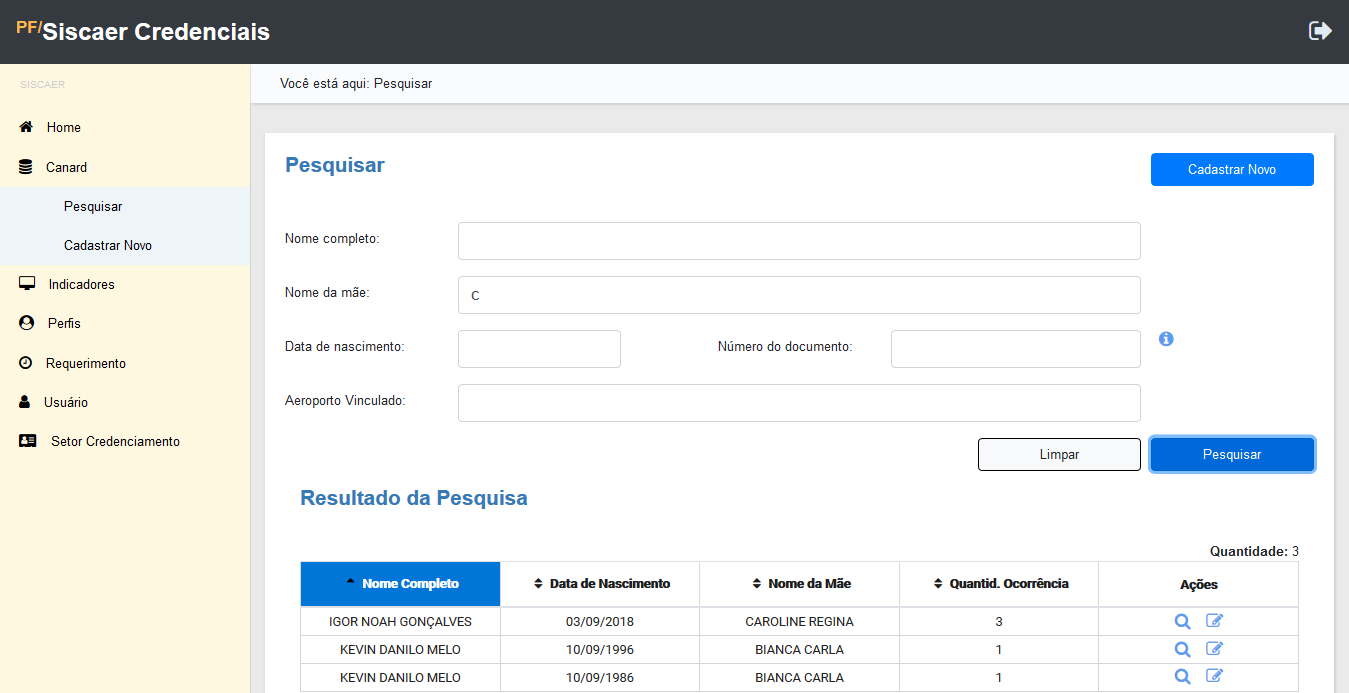 PF/Siscaer Credenciais
SISCAER
Você está aqui: Pesquisar
Home
Canard
Pesquisar
Cadastrar Novo
Indicadores
Perfis
Requerimento
Usuário
Setor Credenciamento
Pesquisar
Cadastrar Novo
Nome completo:
Nome da mãe: C
Data de nascimento: Número do documento:
Aeroporto Vinculado:
Limpar Pesquisar
Resultado da Pesquisa
Quantidade: 3
Nome Completo Data de Nascimento Nome da Mãe Quantid. Ocorrência Ações
IGOR NOAH GONÇALVES 03/09/2018 CAROLINE REGINA 3
KEVIN DANILO MELO 10/09/1996 BIANCA CARLA 1
KEVIN DANILO MELO 10/09/1986 BIANCA CARLA 1